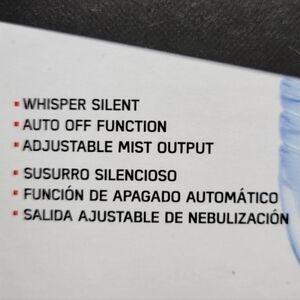 ▪ WHISPER SILENT
▪ AUTO OFF FUNCTION
▪ ADJUSTABLE MIST OUTPUT
▪ SUSURRO SILENCIOSO
▪ FUNCIÓN DE APAGADO AUTOMÁTICO
▪ SALIDA AJUSTABLE DE NEBULIZACIÓN